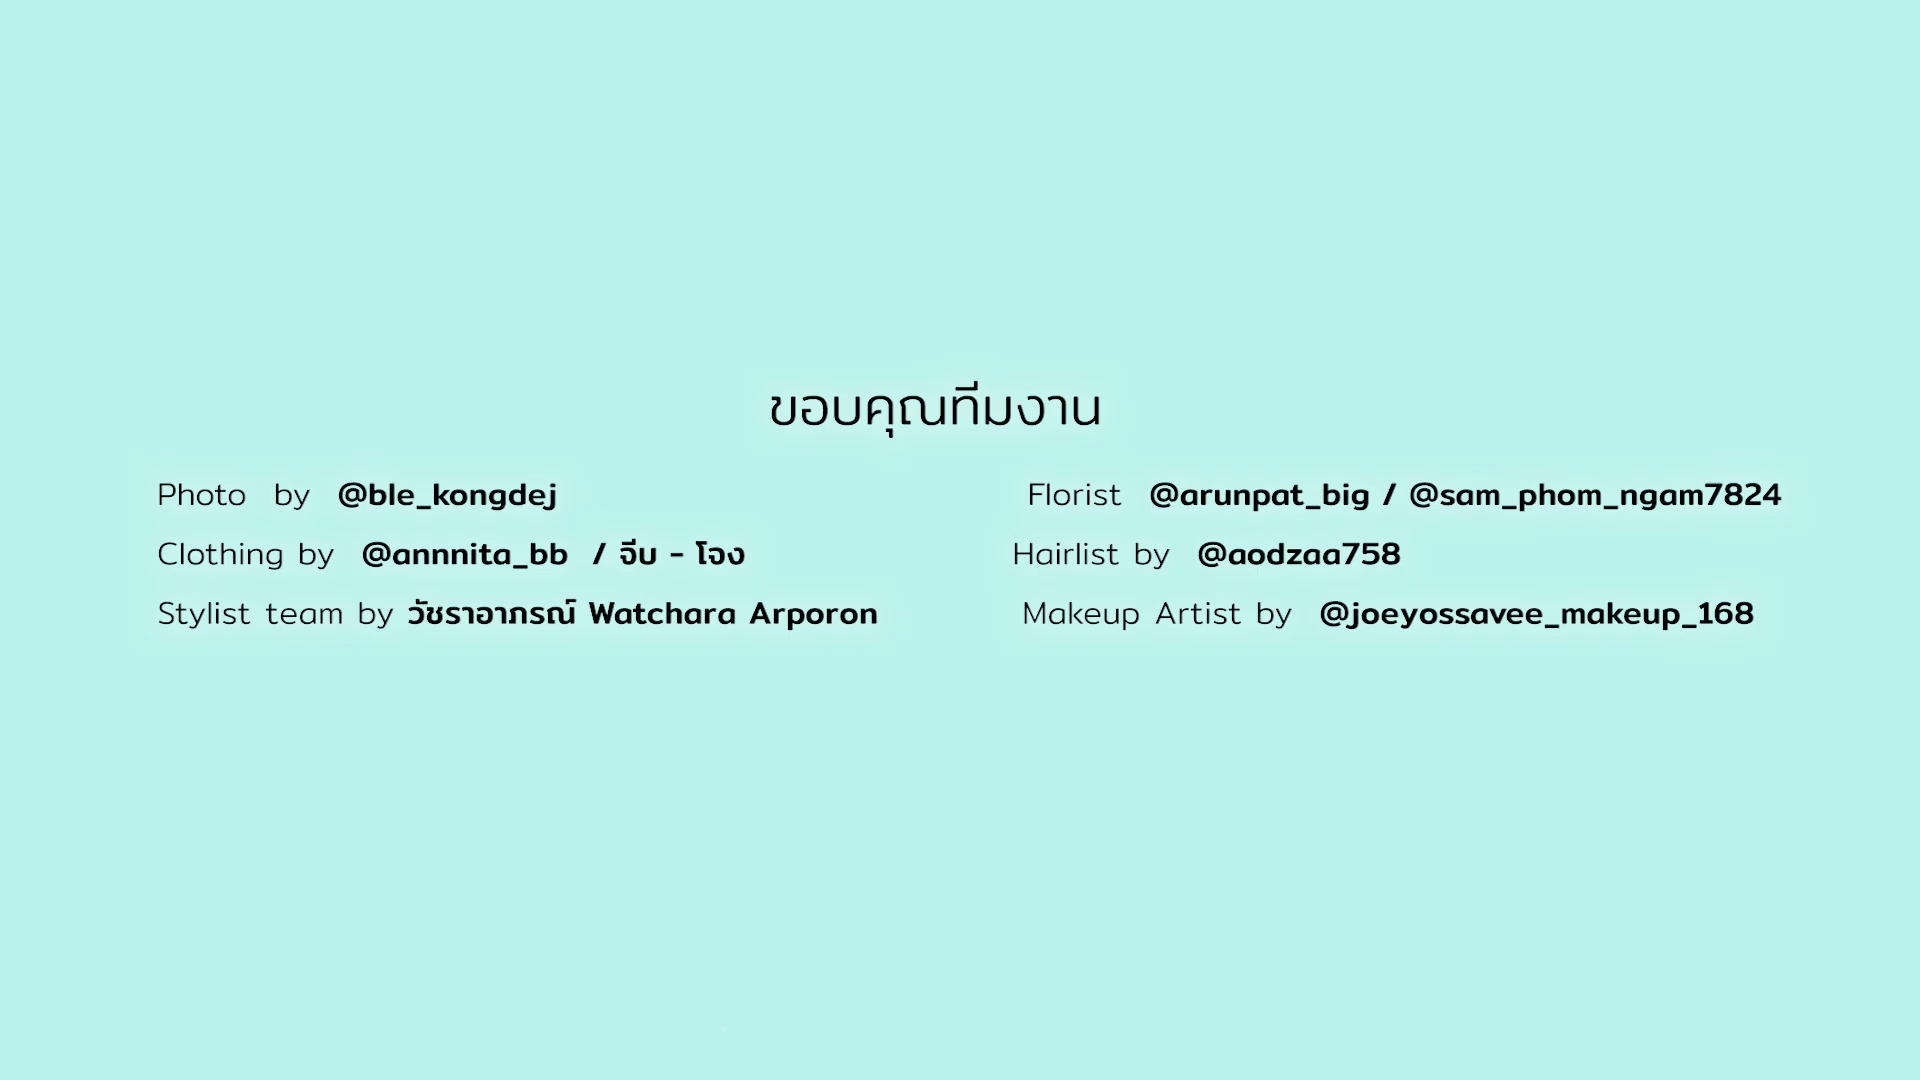 ขอบคุณทีมงาน
Photo by @ble_kongdej
Clothing by @annnita_bb / จีบ - โจง
Stylist team by วัชราอาภรณ์ Watchara Arporon
Florist @arunpat_big / @sam_phom_ngam7824
Hairlist by @aodzaa758
Makeup Artist by @joeyossavee_makeup_168